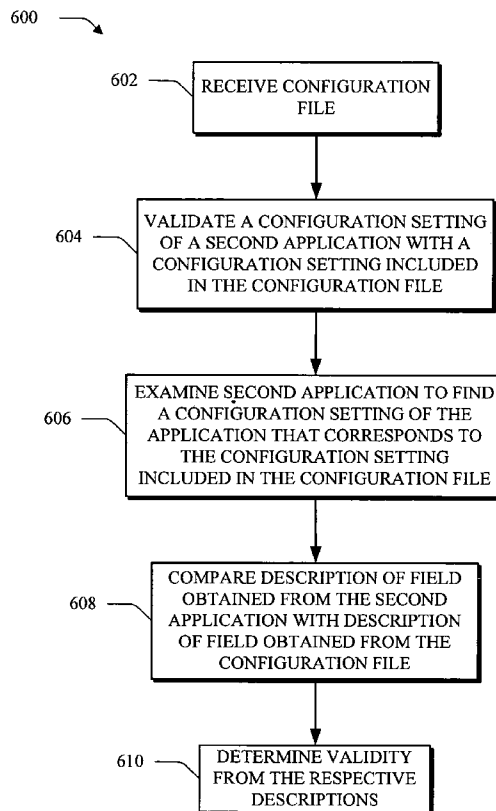 600
602
RECEIVE CONFIGURATION
FILE
604
VALIDATE A CONFIGURATION SETTING
OF A SECOND APPLICATION WITH A
CONFIGURATION SETTING INCLUDED
IN THE CONFIGURATION FILE
606
EXAMINE SECOND APPLICATION TO FIND
A CONFIGURATION SETTING OF THE
APPLICATION THAT CORRESPONDS TO
THE CONFIGURATION SETTING
INCLUDED IN THE CONFIGURATION FILE
608
COMPARE DESCRIPTION OF FIELD
OBTAINED FROM THE SECOND
APPLICATION WITH DESCRIPTION
OF FIELD OBTAINED FROM THE
CONFIGURATION FILE
610
DETERMINE VALIDITY
FROM THE RESPECTIVE
DESCRIPTIONS